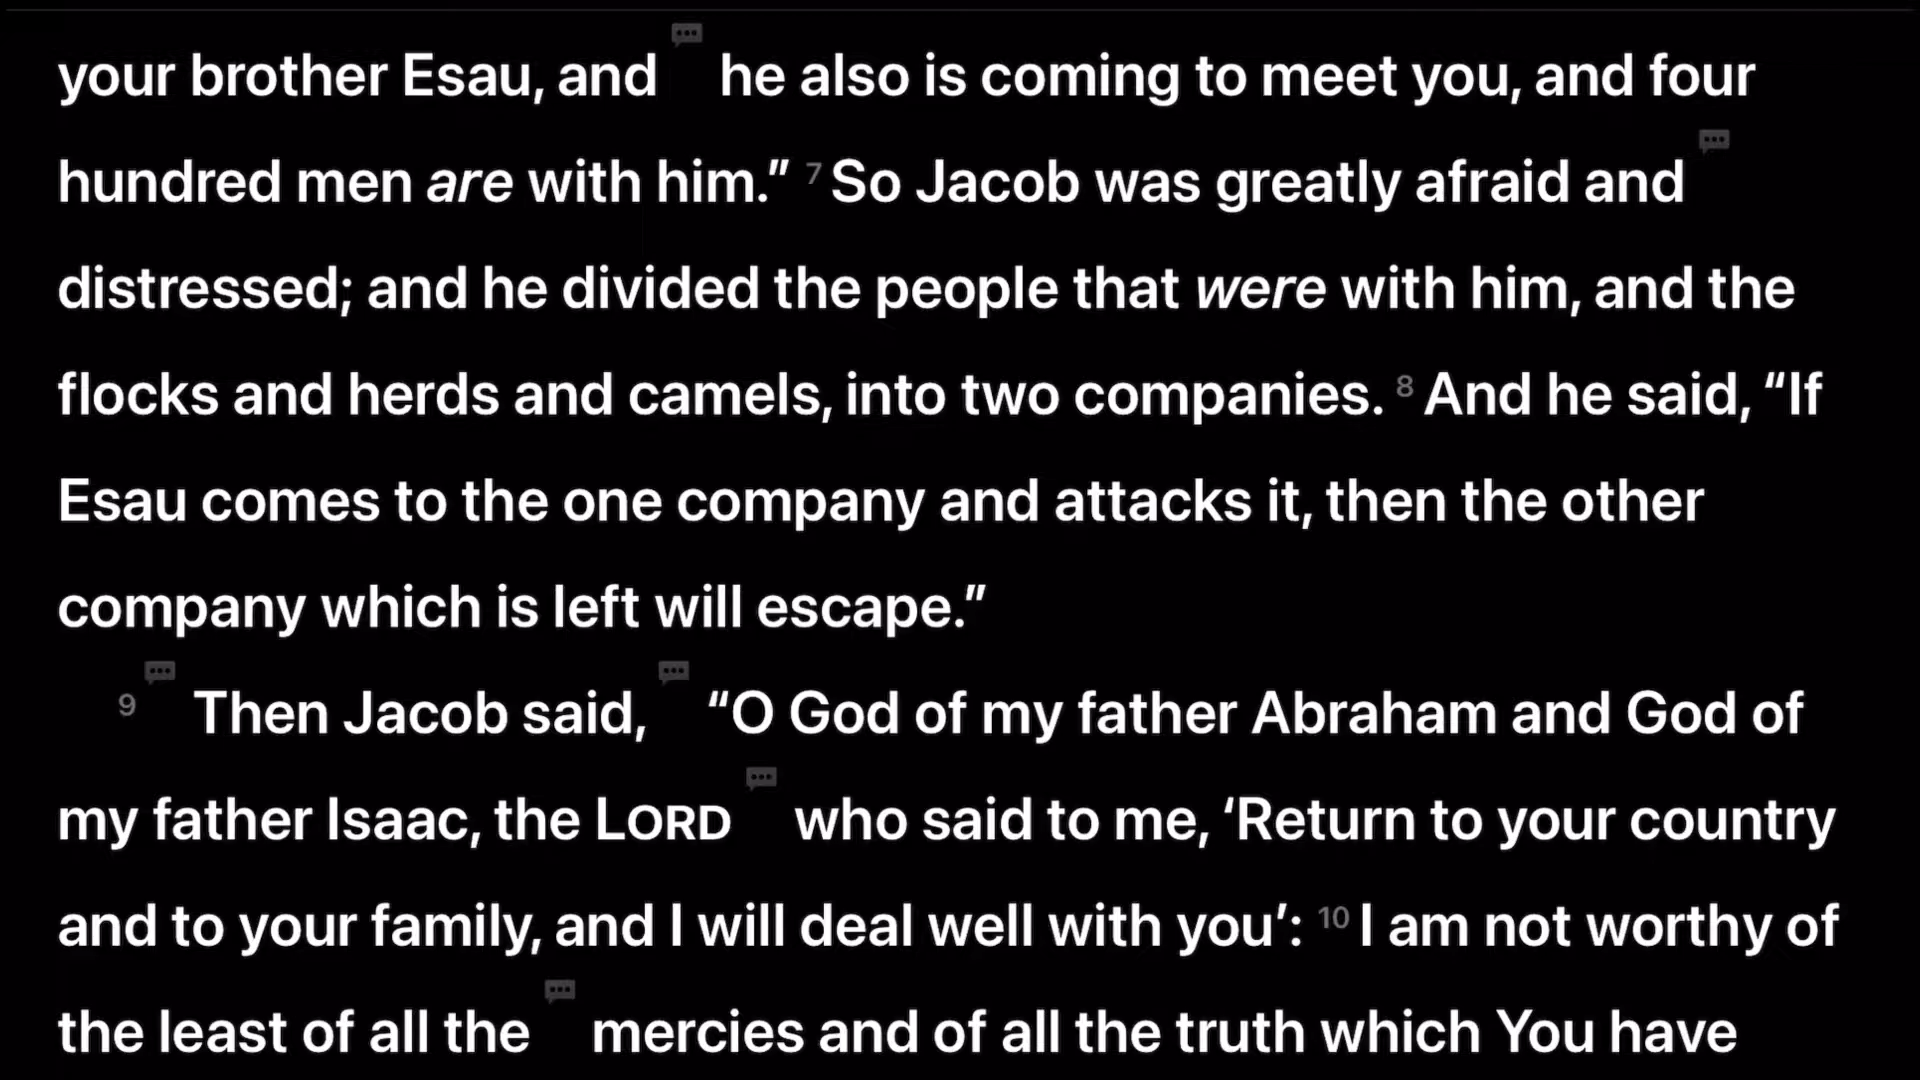 your brother Esau, and he also is coming to meet you, and four
hundred men are with him.” 7 So Jacob was greatly afraid and
distressed; and he divided the people that were with him, and the
flocks and herds and camels, into two companies. 8 And he said, “If
Esau comes to the one company and attacks it, then the other
company which is left will escape.”
9 Then Jacob said, “O God of my father Abraham and God of
my father Isaac, the LORD who said to me, ‘Return to your country
and to your family, and I will deal well with you’: 10 I am not worthy of
the least of all the mercies and of all the truth which You have